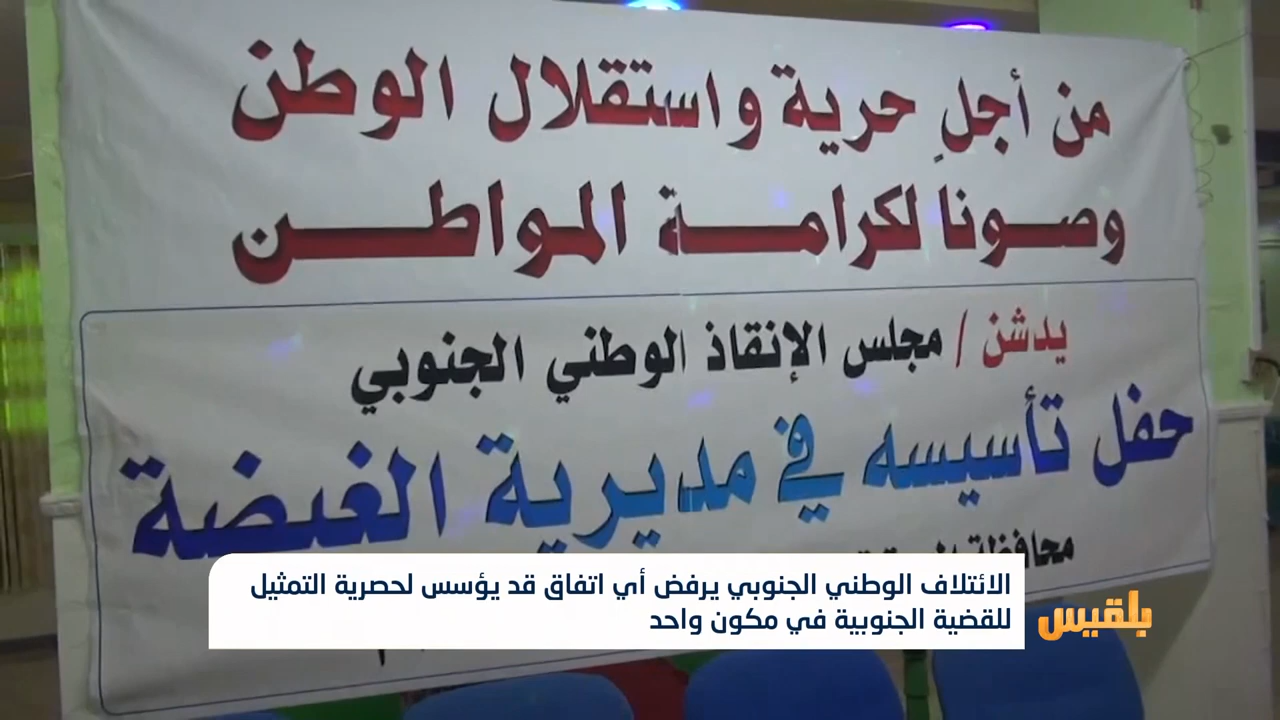 من أجلِ حرية واستقلال الوطن
وصونا لكرامة المواطن
يدشن / مجلس الإنقاذ الوطني الجنوبي
حفل تأسيسه في مديرية الغيضة
محافظة
الائتلاف الوطني الجنوبي يرفض أي اتفاق قد يؤسس لحصرية التمثيل
للقضية الجنوبية في مكون واحد
بلقيس